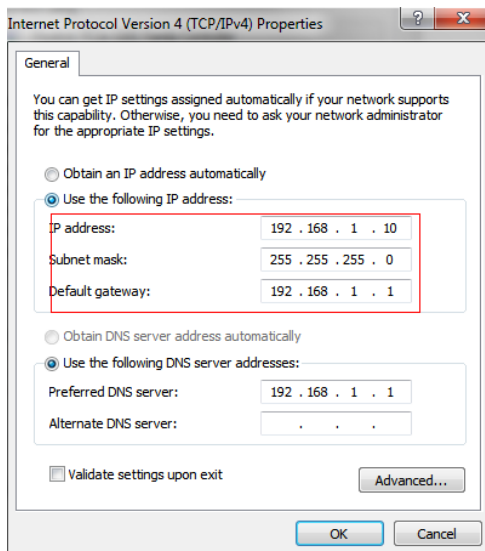 Internet Protocol Version 4 (TCP/IPv4) Properties
General
You can get IP settings assigned automatically if your network supports
this capability. Otherwise, you need to ask your network administrator
for the appropriate IP settings.
Obtain an IP address automatically
Use the following IP address:
IP address: 192 . 168 . 1 . 10
Subnet mask: 255 . 255 . 255 . 0
Default gateway: 192 . 168 . 1 . 1
Obtain DNS server address automatically
Use the following DNS server addresses:
Preferred DNS server: 192 . 168 . 1 . 1
Alternate DNS server: . . .
Validate settings upon exit
Advanced...
OK Cancel